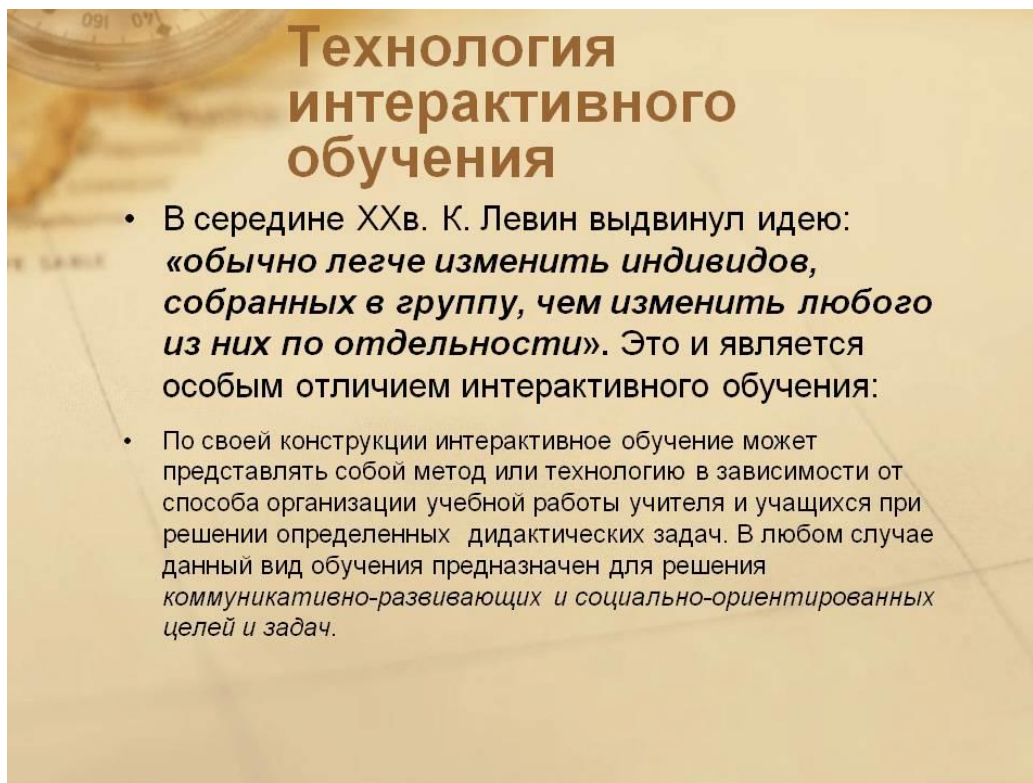 Технология
интерактивного
обучения
• В середине XXв. К. Левин выдвинул идею:
«обычно легче изменить индивидов,
собранных в группу, чем изменить любого
из них по отдельности». Это и является
особым отличием интерактивного обучения:
• По своей конструкции интерактивное обучение может
представлять собой метод или технологию в зависимости от
способа организации учебной работы учителя и учащихся при
решении определенных  дидактических задач. В любом случае
данный вид обучения предназначен для решения
коммуникативно-развивающих и социально-ориентированных
целей и задач.